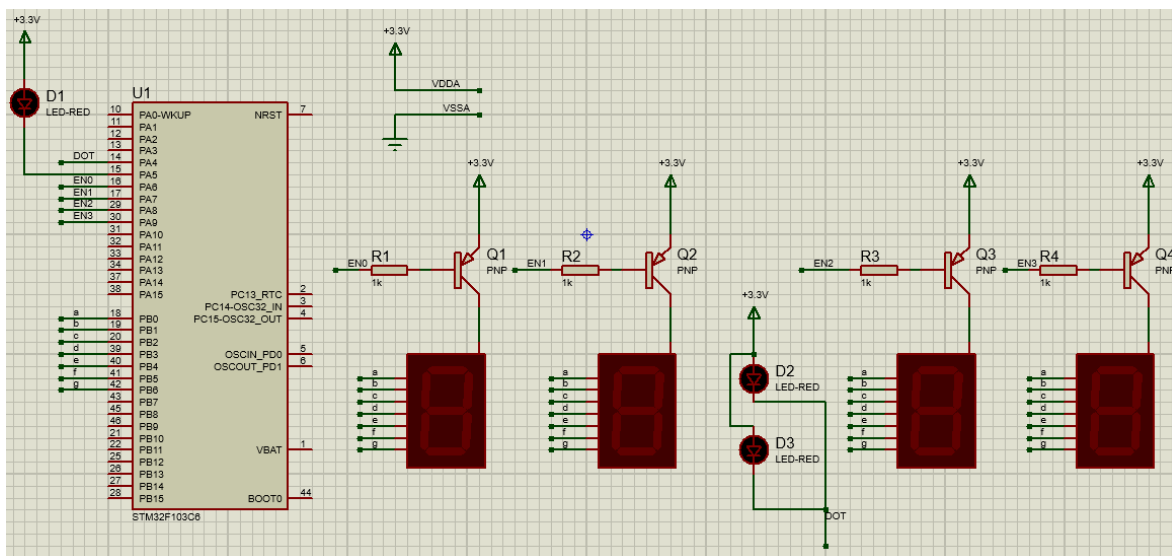 +3.3V
D1
LED-RED
U1
10 PA0-WKUP NRST 7
11 PA1
12 PA2
13 PA3
DOT 14 PA4
15 PA5
EN0 16 PA6
EN1 17 PA7
EN2 29 PA8
EN3 30 PA9
31 PA10
32 PA11
33 PA12
34 PA13
37 PA14
38 PA15
PC13_RTC 2
PC14-OSC32_IN 3
PC15-OSC32_OUT 4
a 18 PB0
b 19 PB1
c 20 PB2
d 39 PB3
e 40 PB4
f 41 PB5
g 42 PB6
OSCIN_PD0 5
OSCOUT_PD1 6
43 PB7
45 PB8
46 PB9
21 PB10
22 PB11 VBAT 1
25 PB12
26 PB13
27 PB14
28 PB15 BOOT0 44
STM32F103C6
+3.3V
VDDA
VSSA
+3.3V
EN0 R1
1k
Q1
PNP
a
b
c
d
e
f
g
+3.3V
EN1 R2
1k
Q2
PNP
a
b
c
d
e
f
g
+3.3V
D2
LED-RED
D3
LED-RED
DOT
+3.3V
EN2 R3
1k
Q3
PNP
a
b
c
d
e
f
g
+3.3V
EN3 R4
1k
Q4
PNP
a
b
c
d
e
f
g